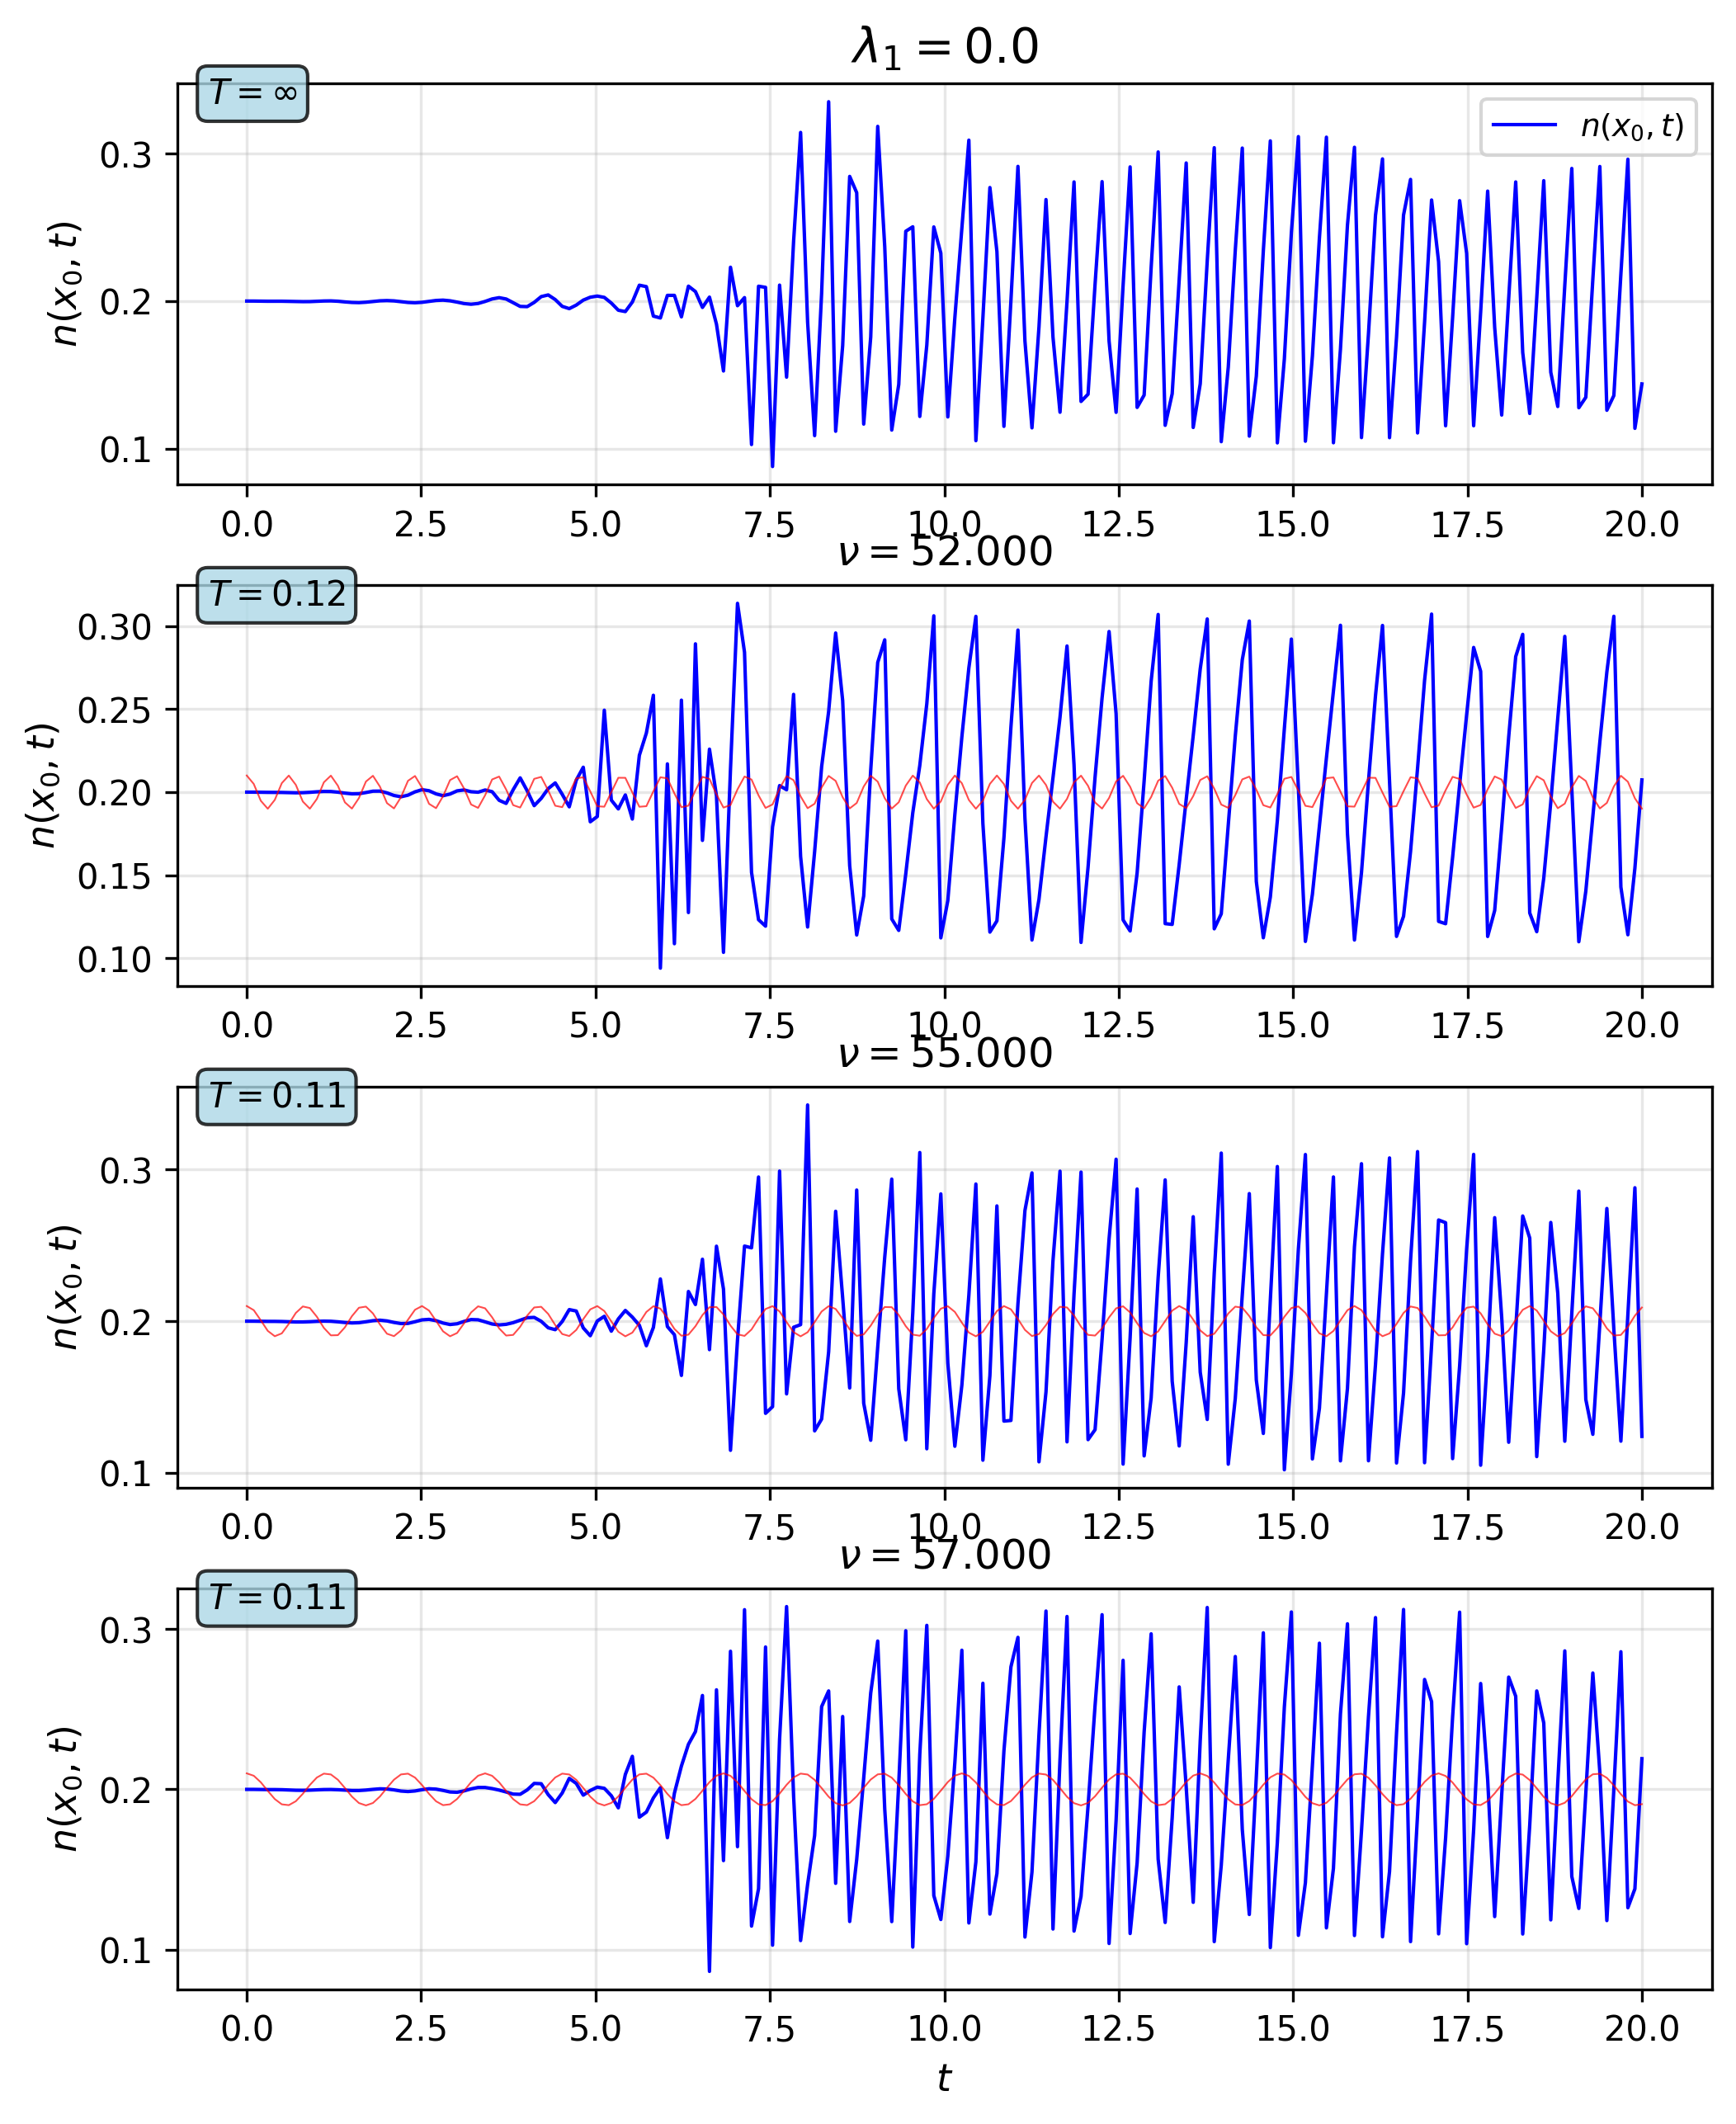 λ₁ = 0.0
T = ∞
n(x₀, t)
n(x₀, t)
0.3
0.2
0.1
0.0 2.5 5.0 7.5 10.0 12.5 15.0 17.5 20.0
ν = 52.000
T = 0.12
n(x₀, t)
0.30
0.25
0.20
0.15
0.10
0.0 2.5 5.0 7.5 10.0 12.5 15.0 17.5 20.0
ν = 55.000
T = 0.11
n(x₀, t)
0.3
0.2
0.1
0.0 2.5 5.0 7.5 10.0 12.5 15.0 17.5 20.0
ν = 57.000
T = 0.11
n(x₀, t)
0.3
0.2
0.1
0.0 2.5 5.0 7.5 10.0 12.5 15.0 17.5 20.0
t